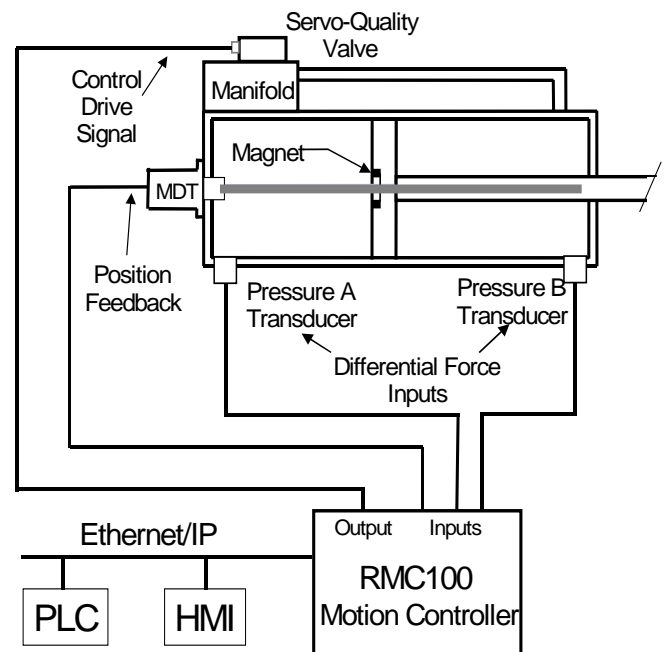 Servo-Quality
Valve
Control
Drive
Signal
Manifold
Magnet
MDT
Position
Feedback
Pressure A
Transducer
Pressure B
Transducer
Differential Force
Inputs
Ethernet/IP
Output
Inputs
RMC100
Motion Controller
PLC
HMI